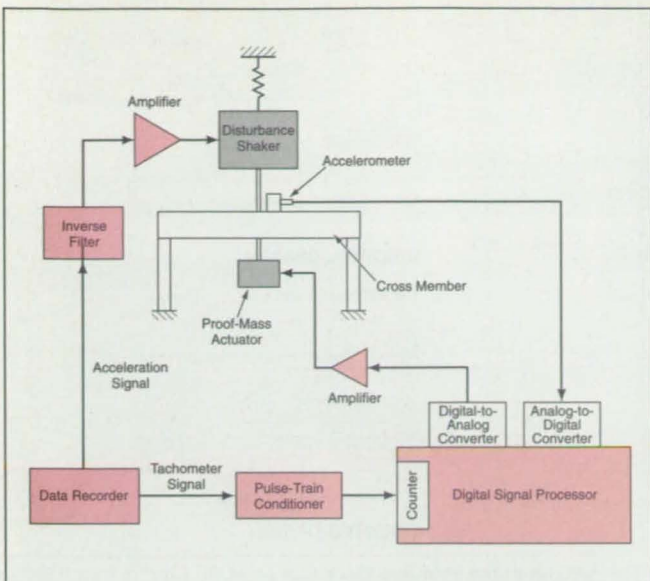 Amplifier
Disturbance
Shaker
Accelerometer
Inverse
Filter
Cross Member
Proof-Mass
Actuator
Acceleration
Signal
Amplifier
Digital-to-
Analog
Converter
Analog-to-
Digital
Converter
Tachometer
Signal
Data Recorder
Pulse-Train
Conditioner
Counter
Digital Signal Processor